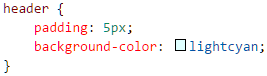 header {
    padding: 5px;
    background-color: lightcyan;
}